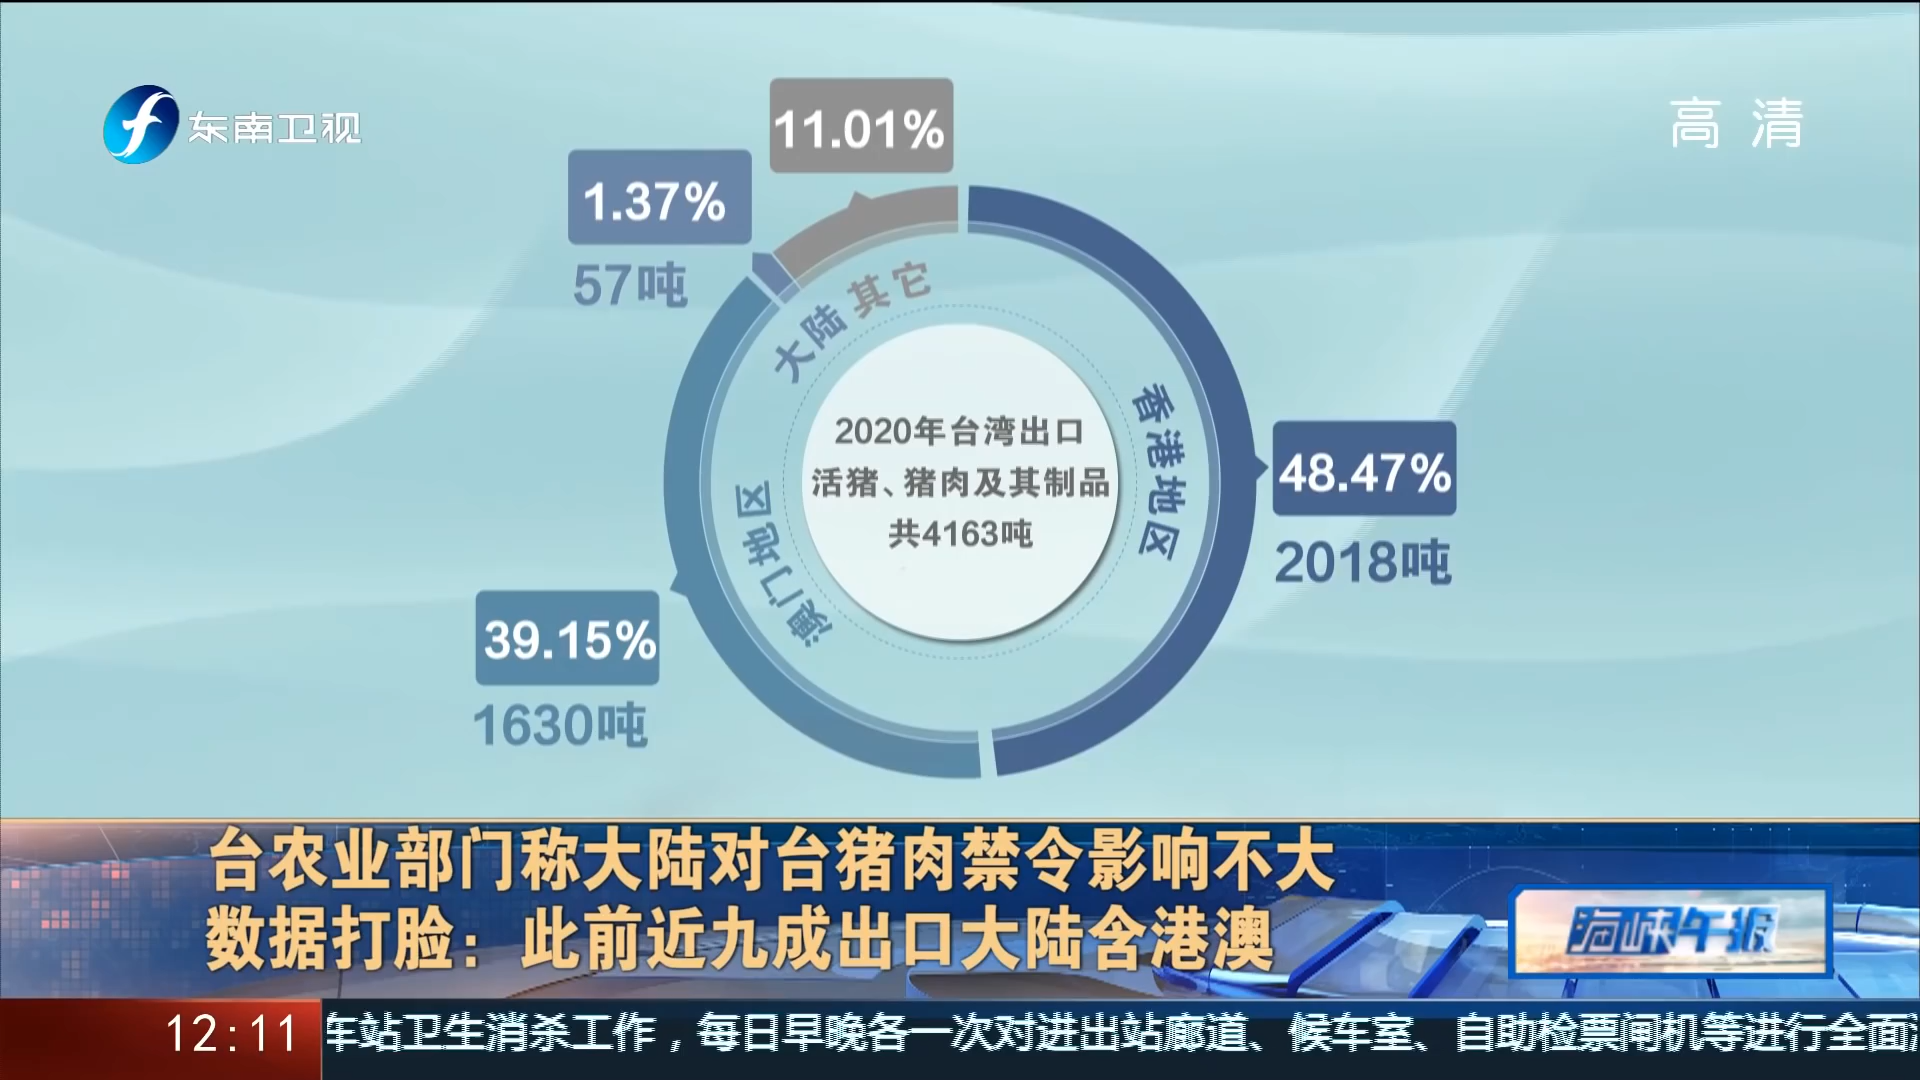 东南卫视
高清
11.01%
1.37%
57吨
大陆
其它
香港地区
48.47%
2018吨
2020年台湾出口
活猪、猪肉及其制品
共4163吨
澳门地区
39.15%
1630吨
台农业部门称大陆对台猪肉禁令影响不大
数据打脸：此前近九成出口大陆含港澳
海峡午报
12:11
车站卫生消杀工作，每日早晚各一次对进出站廊道、候车室、自助检票闸机等进行全面